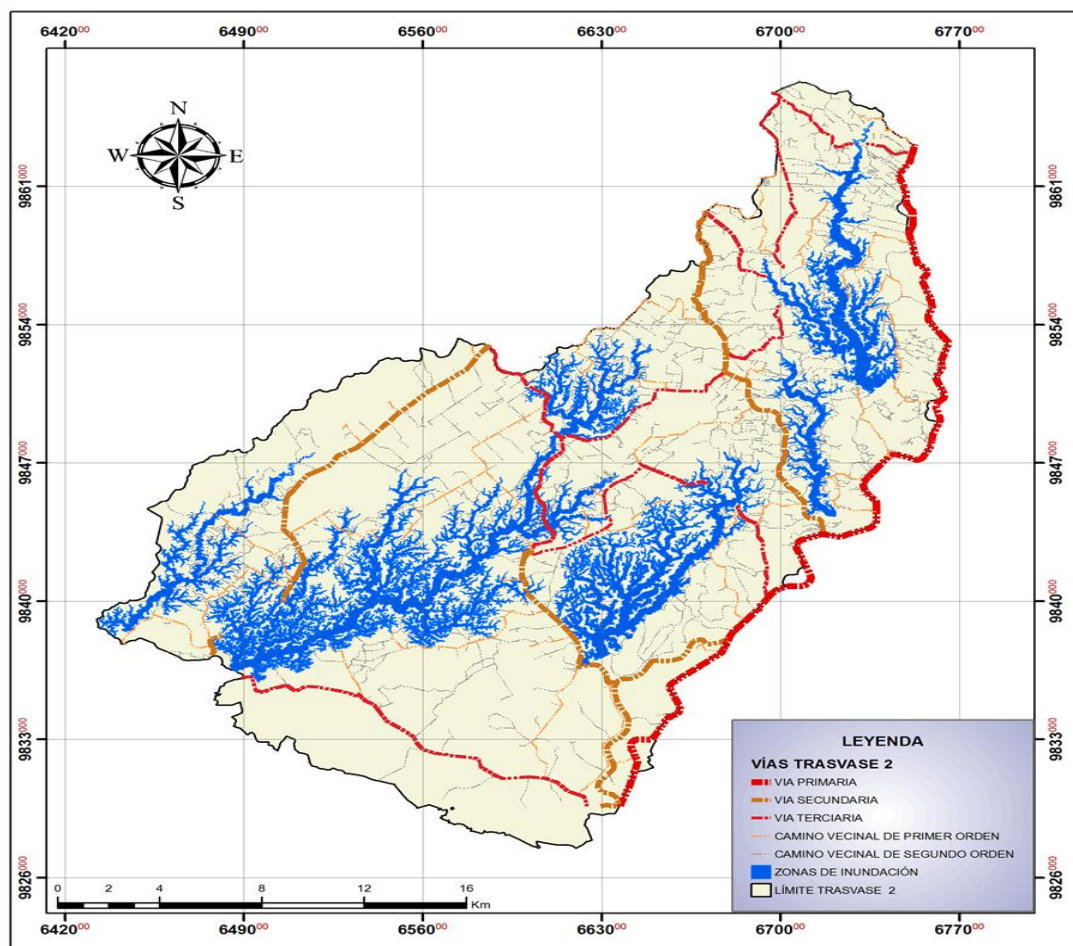 6420⁰⁰ 6490⁰⁰ 6560⁰⁰ 6630⁰⁰ 6700⁰⁰ 6770⁰⁰
N
W E
S
9861⁰⁰⁰ 9861⁰⁰⁰
9854⁰⁰⁰ 9854⁰⁰⁰
9847⁰⁰⁰ 9847⁰⁰⁰
9840⁰⁰⁰ 9840⁰⁰⁰
9833⁰⁰⁰ 9833⁰⁰⁰
9826⁰⁰⁰ 9826⁰⁰⁰
LEYENDA
VÍAS TRASVASE 2
VIA PRIMARIA
VIA SECUNDARIA
VIA TERCIARIA
CAMINO VECINAL DE PRIMER ORDEN
CAMINO VECINAL DE SEGUNDO ORDEN
ZONAS DE INUNDACIÓN
LÍMITE TRASVASE 2
0 2 4 8 12 16
Km
6420⁰⁰ 6490⁰⁰ 6560⁰⁰ 6630⁰⁰ 6700⁰⁰ 6770⁰⁰